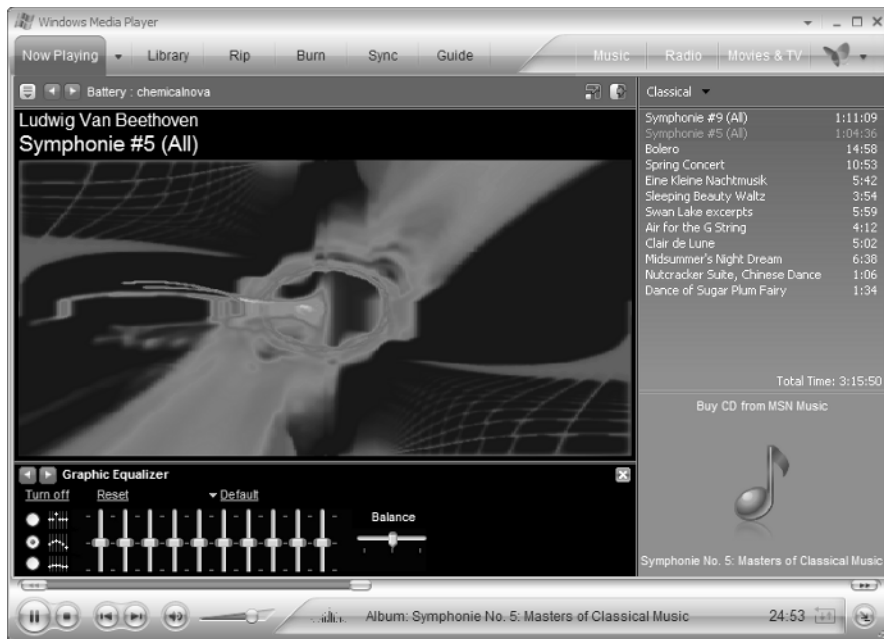 Windows Media Player
Now Playing Library Rip Burn Sync Guide Music Radio Movies & TV
Battery : chemicalnova
Classical
Ludwig Van Beethoven
Symphonie #5 (All)
Symphonie #9 (All) 1:11:09
Symphonie #5 (All) 1:04:36
Bolero 14:58
Spring Concert 10:53
Eine Kleine Nachtmusik 5:42
Sleeping Beauty Waltz 3:54
Swan Lake excerpts 5:59
Air for the G String 4:12
Clair de Lune 5:02
Midsummer's Night Dream 6:38
Nutcracker Suite, Chinese Dance 1:06
Dance of Sugar Plum Fairy 1:34
Total Time: 3:15:50
Buy CD from MSN Music
Symphonie No. 5: Masters of Classical Music
Graphic Equalizer
Turn off Reset Default
Balance
Album: Symphonie No. 5: Masters of Classical Music 24:53